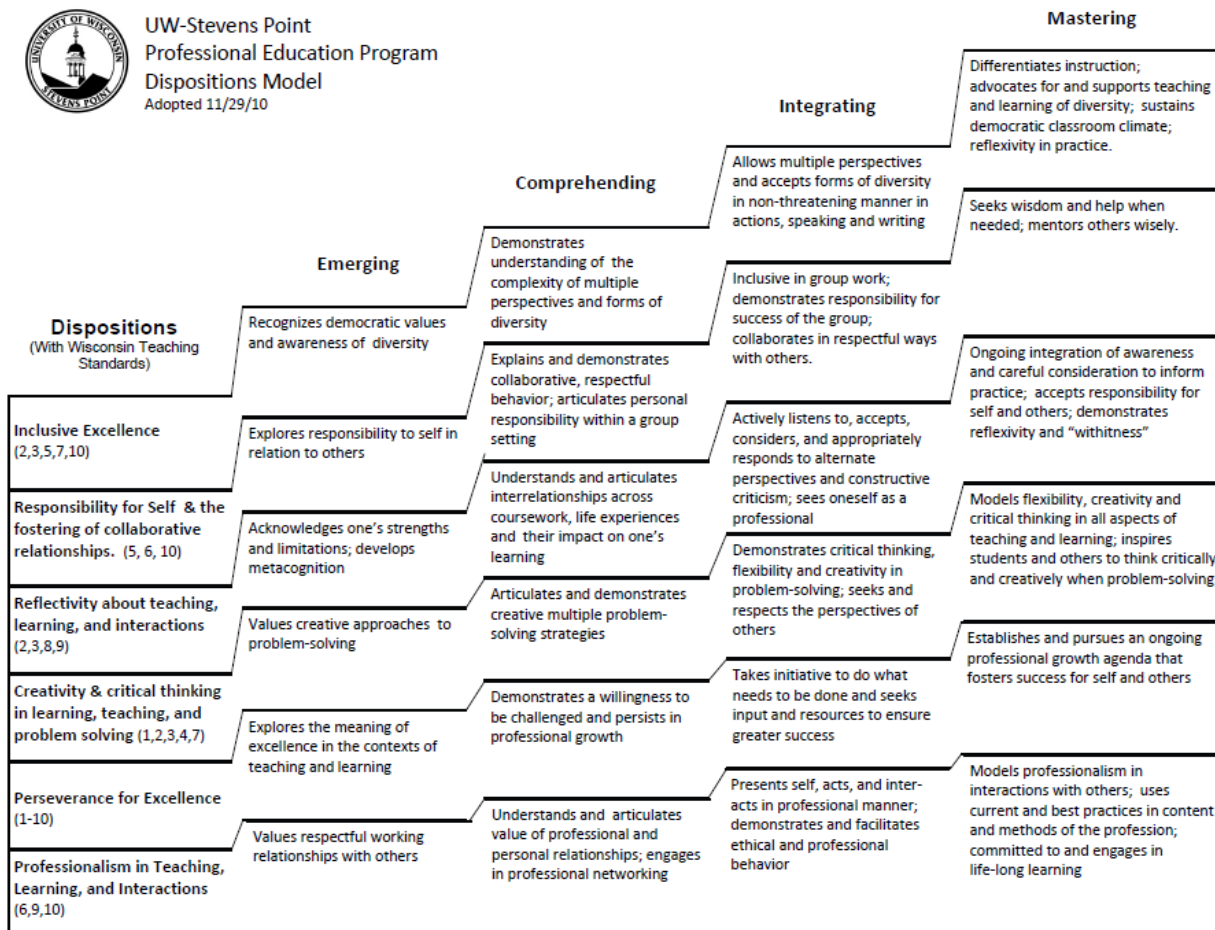 UNIVERSITY OF WISCONSIN
STEVENS POINT
UW-Stevens Point
Professional Education Program
Dispositions Model
Adopted 11/29/10
Dispositions
(With Wisconsin Teaching
Standards)
Inclusive Excellence
(2,3,5,7,10)
Responsibility for Self & the
fostering of collaborative
relationships. (5, 6, 10)
Reflectivity about teaching,
learning, and interactions
(2,3,8,9)
Creativity & critical thinking
in learning, teaching, and
problem solving (1,2,3,4,7)
Perseverance for Excellence
(1-10)
Professionalism in Teaching,
Learning, and Interactions
(6,9,10)
Emerging
Recognizes democratic values
and awareness of diversity
Explores responsibility to self in
relation to others
Acknowledges one's strengths
and limitations; develops
metacognition
Values creative approaches to
problem-solving
Explores the meaning of
excellence in the contexts of
teaching and learning
Values respectful working
relationships with others
Comprehending
Demonstrates
understanding of the
complexity of multiple
perspectives and forms of
diversity
Explains and demonstrates
collaborative, respectful
behavior; articulates personal
responsibility within a group
setting
Understands and articulates
interrelationships across
coursework, life experiences
and their impact on one's
learning
Articulates and demonstrates
creative multiple problem-
solving strategies
Demonstrates a willingness to
be challenged and persists in
professional growth
Understands and articulates
value of professional and
personal relationships; engages
in professional networking
Integrating
Allows multiple perspectives
and accepts forms of diversity
in non-threatening manner in
actions, speaking and writing
Inclusive in group work;
demonstrates responsibility for
success of the group;
collaborates in respectful ways
with others.
Actively listens to, accepts,
considers, and appropriately
responds to alternate
perspectives and constructive
criticism; sees oneself as a
professional
Demonstrates critical thinking,
flexibility and creativity in
problem-solving; seeks and
respects the perspectives of
others
Takes initiative to do what
needs to be done and seeks
input and resources to ensure
greater success
Presents self, acts, and inter-
acts in professional manner;
demonstrates and facilitates
ethical and professional
behavior
Mastering
Differentiates instruction;
advocates for and supports teaching
and learning of diversity; sustains
democratic classroom climate;
reflexivity in practice.
Seeks wisdom and help when
needed; mentors others wisely.
Ongoing integration of awareness
and careful consideration to inform
practice; accepts responsibility for
self and others; demonstrates
reflexivity and “withitness”
Models flexibility, creativity and
critical thinking in all aspects of
teaching and learning; inspires
students and others to think critically
and creatively when problem-solving
Establishes and pursues an ongoing
professional growth agenda that
fosters success for self and others
Models professionalism in
interactions with others; uses
current and best practices in content
and methods of the profession;
committed to and engages in
life-long learning